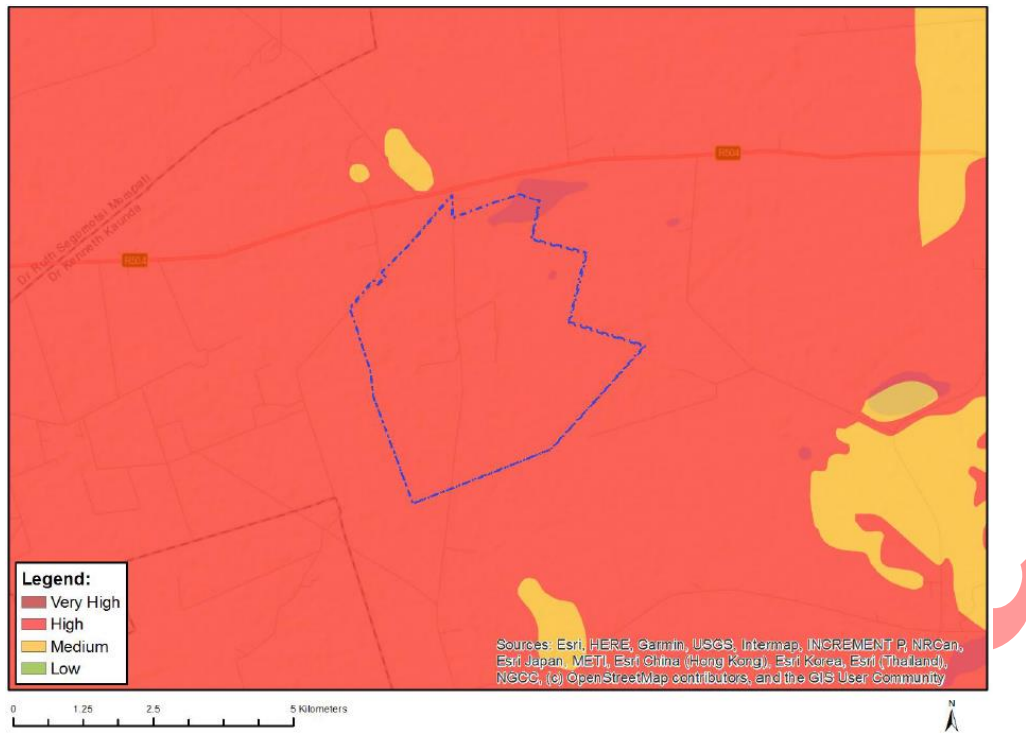 R504
Dr Ruth Segomotsi Mompati
Dr Kenneth Kaunda
R504
Legend:
Very High
High
Medium
Low
Sources: Esri, HERE, Garmin, USGS, Intermap, INCREMENT P, NRCan,
Esri Japan, METI, Esri China (Hong Kong), Esri Korea, Esri (Thailand),
NGCC, (c) OpenStreetMap contributors, and the GIS User Community
0 1.25 2.5 5 Kilometers
N